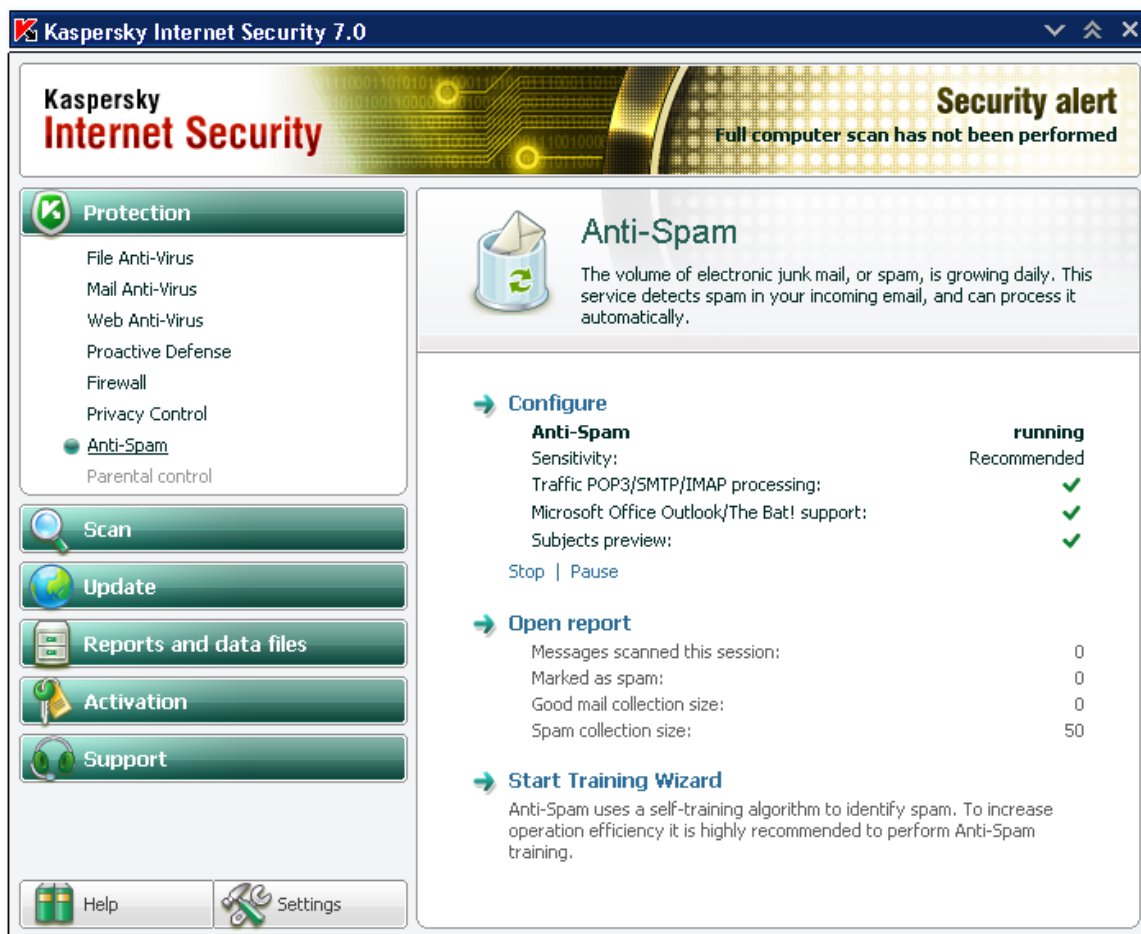 Kaspersky Internet Security 7.0
Kaspersky
Internet Security
Security alert
Full computer scan has not been performed
Protection
File Anti-Virus
Mail Anti-Virus
Web Anti-Virus
Proactive Defense
Firewall
Privacy Control
Anti-Spam
Parental control
Scan
Update
Reports and data files
Activation
Support
Help
Settings
Anti-Spam
The volume of electronic junk mail, or spam, is growing daily. This
service detects spam in your incoming email, and can process it
automatically.
Configure
Anti-Spam running
Sensitivity: Recommended
Traffic POP3/SMTP/IMAP processing:
Microsoft Office Outlook/The Bat! support:
Subjects preview:
Stop | Pause
Open report
Messages scanned this session: 0
Marked as spam: 0
Good mail collection size: 0
Spam collection size: 50
Start Training Wizard
Anti-Spam uses a self-training algorithm to identify spam. To increase
operation efficiency it is highly recommended to perform Anti-Spam
training.